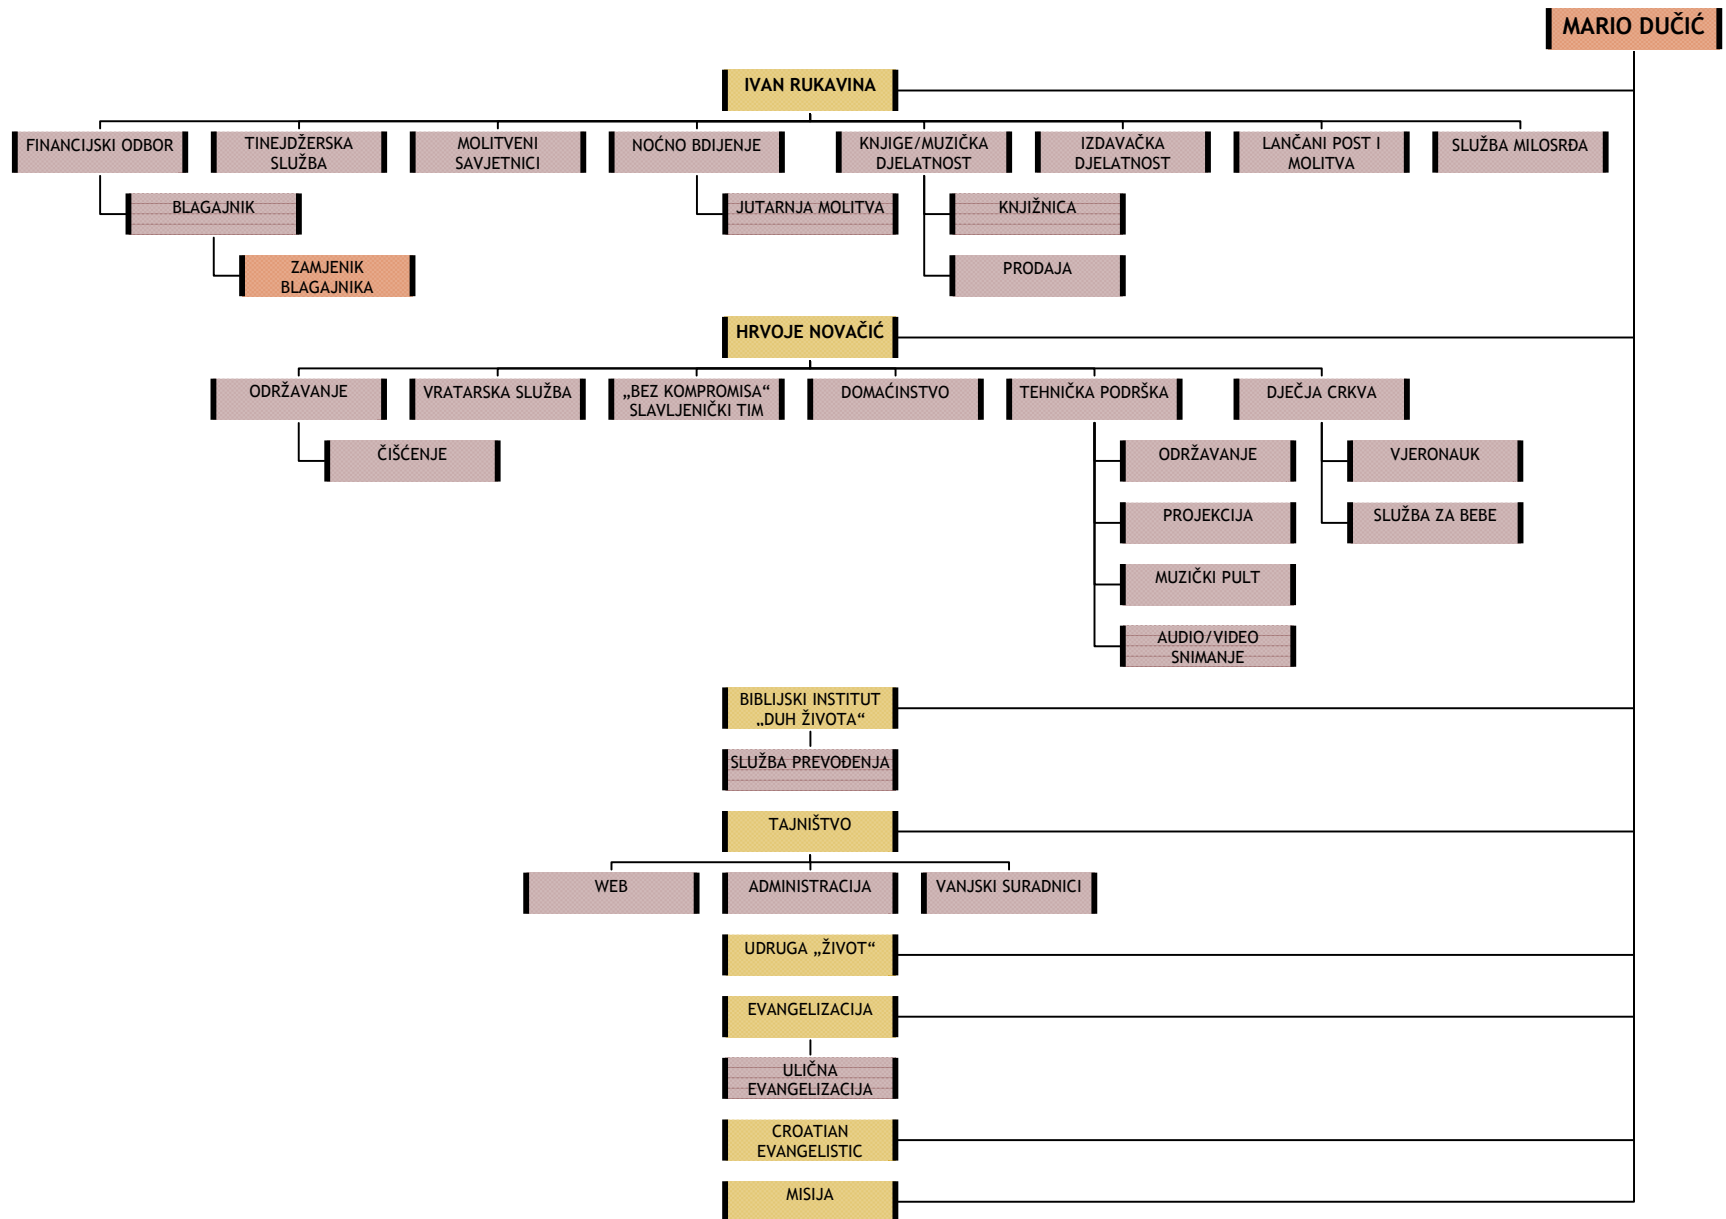 MARIO DUČIĆ
IVAN RUKAVINA
FINANCIJSKI ODBOR
TINEJDŽERSKA
SLUŽBA
MOLITVENI
SAVJETNICI
NOĆNO BDIJENJE
KNJIGE/MUZIČKA
DJELATNOST
IZDAVAČKA
DJELATNOST
LANČANI POST I
MOLITVA
SLUŽBA MILOSRĐA
BLAGAJNIK
JUTARNJA MOLITVA
KNJIŽNICA
ZAMJENIK
BLAGAJNIKA
PRODAJA
HRVOJE NOVAČIĆ
ODRŽAVANJE
VRATARSKA SLUŽBA
„BEZ KOMPROMISA“
SLAVLJENIČKI TIM
DOMAĆINSTVO
TEHNIČKA PODRŠKA
DJEČJA CRKVA
ČIŠĆENJE
ODRŽAVANJE
VJERONAUK
PROJEKCIJA
SLUŽBA ZA BEBE
MUZIČKI PULT
AUDIO/VIDEO
SNIMANJE
BIBLIJSKI INSTITUT
„DUH ŽIVOTA“
SLUŽBA PREVOĐENJA
TAJNIŠTVO
WEB
ADMINISTRACIJA
VANJSKI SURADNICI
UDRUGA „ŽIVOT“
EVANGELIZACIJA
ULIČNA
EVANGELIZACIJA
CROATIAN
EVANGELISTIC
MISIJA